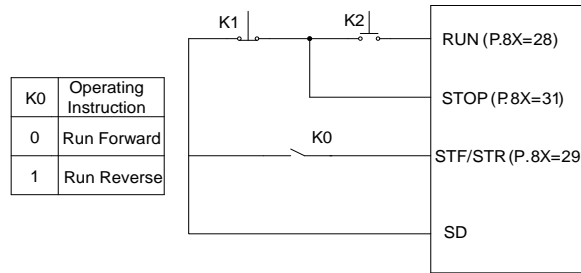 K1
K2
RUN (P.8X=28)
STOP (P.8X=31)
K0
STF/STR (P.8X=29
SD
K0
Operating
Instruction
0
Run Forward
1
Run Reverse